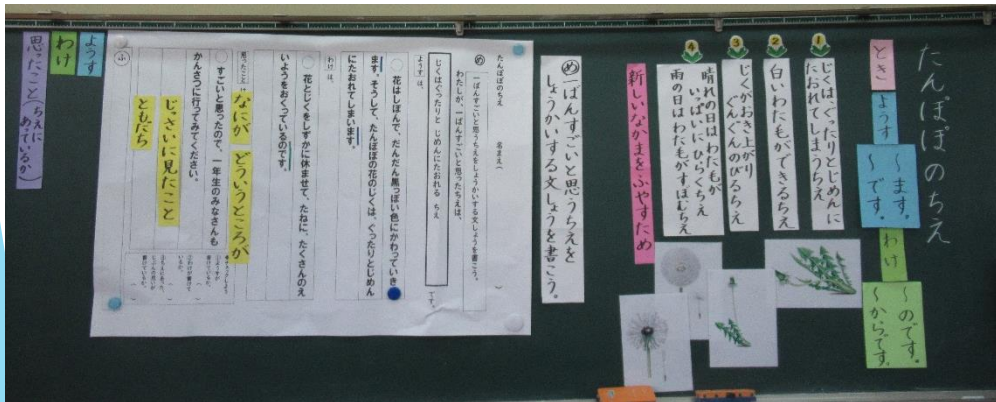 たんぽぽのちえ
とき
ようす
～ます。
～です。
わけ
～のです。
～からです。
1
じくは ぐったりとじめんに
たおれてしまうちえ
2
白いわた毛ができるちえ
3
じくがおき上がり
ぐんぐんのびるちえ
4
晴れの日はわた毛が
いっぱいにひらくちえ
雨の日はわた毛がすぼむちえ
新しいなかまをふやすため
め 一ばんすごいと思うちえを
しょうかいする文しょうを書こう。
たんぽぽのちえ
名まえ（　）
め 一ばんすごいと思うちえをしょうかいする文しょうを書こう。
わたしが、一ばんすごいと思ったちえは、
じくはぐったりと じめんにたおれる ちえ
です。
ようす は、
花はしぼんで、だんだん黒っぽい色にかわっていき
ます。そうして、たんぽぽの花のじくは、ぐったりとじめん
にたおれてしまいます。
わけ は、
花とじくをしずかに休ませて、たねに、たくさんのえ
いようをおくっているのです。
思ったこと は
なにが どういうところが
すごいと思ったので、一年生のみなさんも
かんさつに行ってみてください。
じっさいに見たこと
ともだち
ふ
ようす
わけ
思ったこと（ちえに
あっているか）